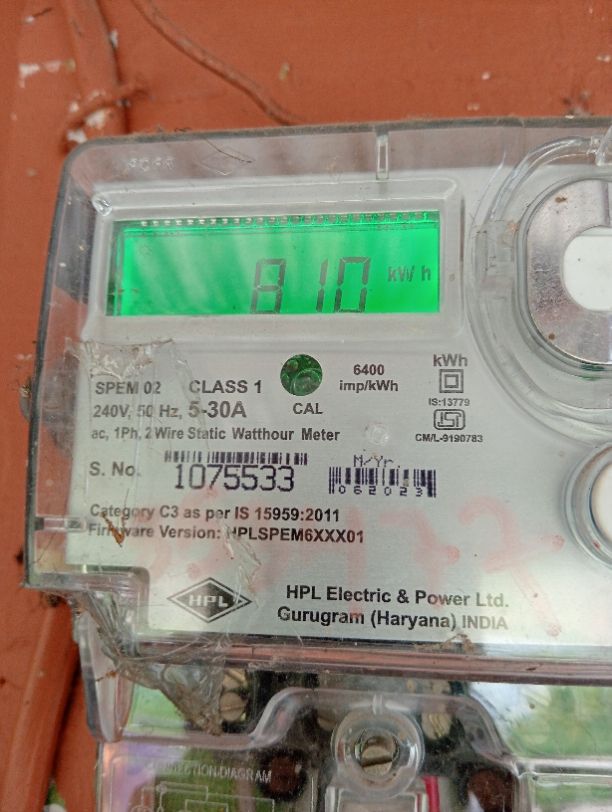 810 kWh
6400
imp/kWh
kWh
SPEM 02 CLASS 1
240V, 50 Hz, 5-30A
CAL
IS:13779
ISI
CM/L-9190783
ac, 1Ph, 2 Wire Static Watthour Meter
S. No. 1075533
M/Yr.
062023
Category C3 as per IS 15959:2011
Firmware Version: HPLSPEM6XXX01
HPL
HPL Electric & Power Ltd.
Gurugram (Haryana) INDIA
CONNECTION DIAGRAM